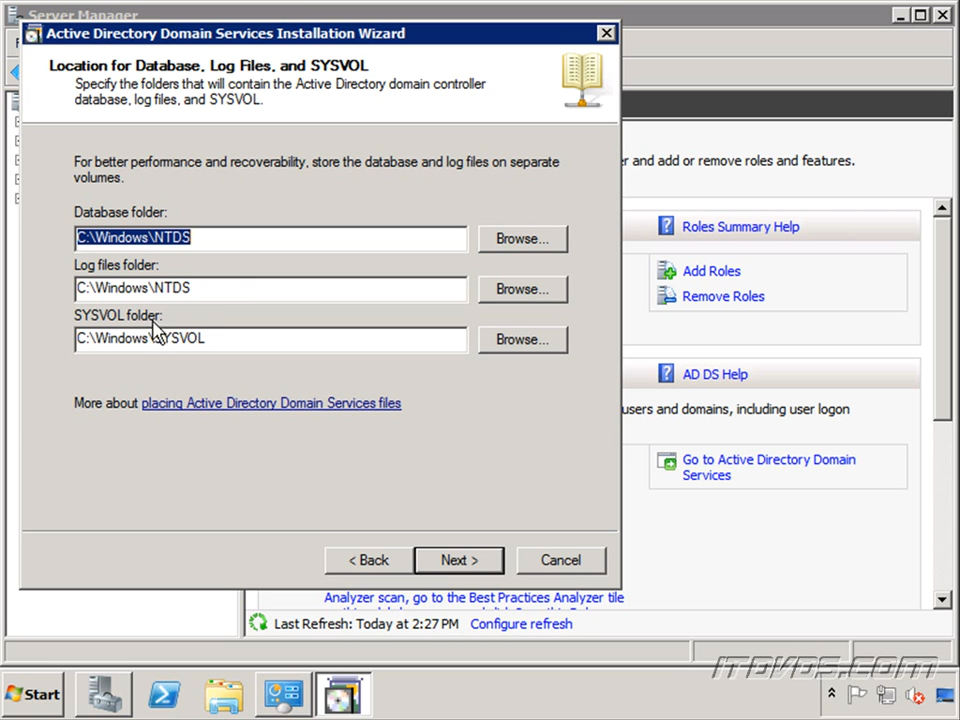 Server Manager
Active Directory Domain Services Installation Wizard
Location for Database, Log Files, and SYSVOL
Specify the folders that will contain the Active Directory domain controller
database, log files, and SYSVOL.
For better performance and recoverability, store the database and log files on separate
volumes.
Database folder:
C:\Windows\NTDS
Browse...
Log files folder:
C:\Windows\NTDS
Browse...
SYSVOL folder:
C:\Windows\SYSVOL
Browse...
More about placing Active Directory Domain Services files
< Back
Next >
Cancel
er and add or remove roles and features.
Roles Summary Help
Add Roles
Remove Roles
AD DS Help
users and domains, including user logon
Go to Active Directory Domain
Services
Analyzer scan, go to the Best Practices Analyzer tile
Last Refresh: Today at 2:27 PM
Configure refresh
ITDVDS.COM
Start